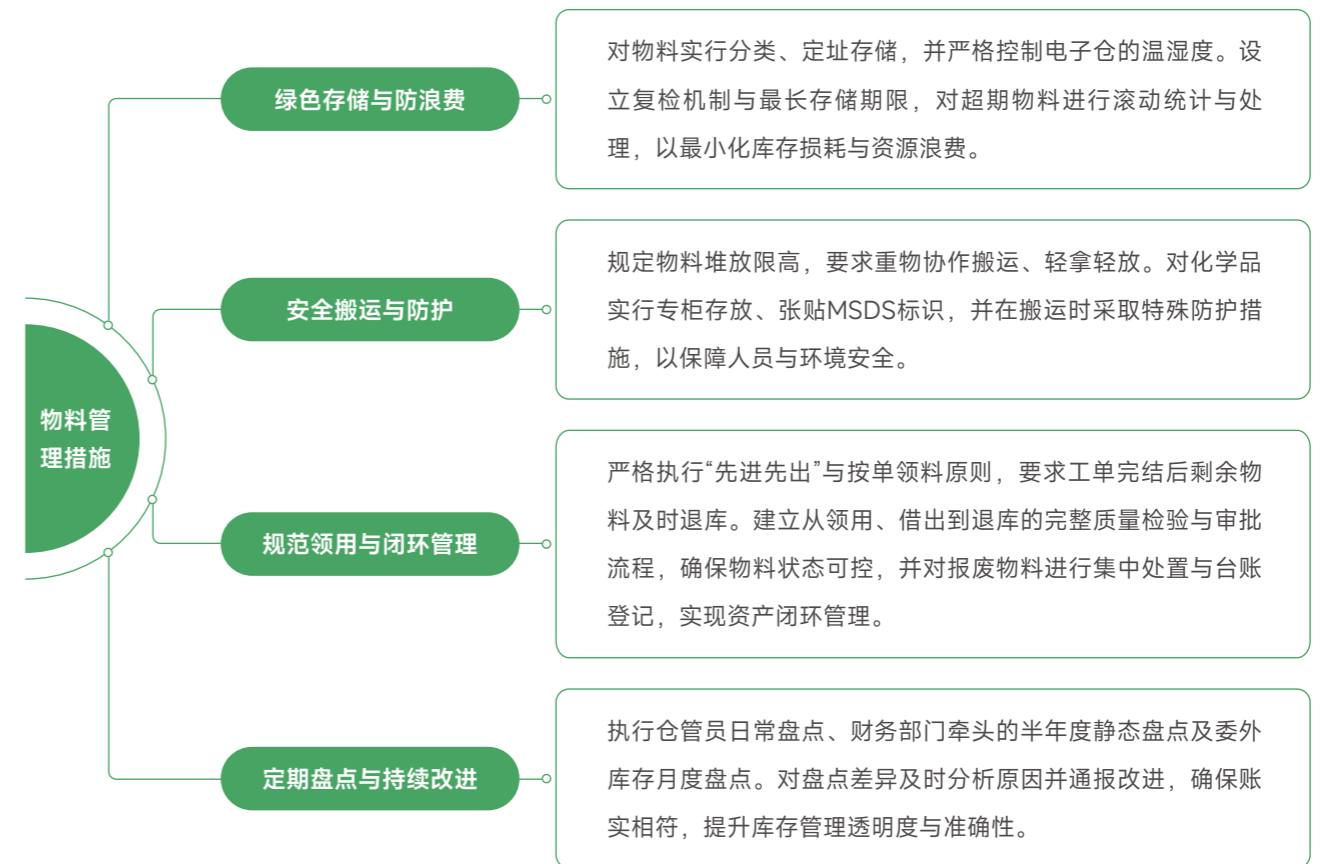 物料管
理措施
绿色存储与防浪费
对物料实行分类、定址存储，并严格控制电子仓的温湿度。设
立复检机制与最长存储期限，对超期物料进行滚动统计与处
理，以最小化库存损耗与资源浪费。
安全搬运与防护
规定物料堆放限高，要求重物协作搬运、轻拿轻放。对化学品
实行专柜存放、张贴MSDS标识，并在搬运时采取特殊防护措
施，以保障人员与环境安全。
规范领用与闭环管理
严格执行“先进先出”与按单领料原则，要求工单完结后剩余物
料及时退库。建立从领用、借出到退库的完整质量检验与审批
流程，确保物料状态可控，并对报废物料进行集中处置与台账
登记，实现资产闭环管理。
定期盘点与持续改进
执行仓管员日常盘点、财务部门牵头的半年度静态盘点及委外
库存月度盘点。对盘点差异及时分析原因并通报改进，确保账
实相符，提升库存管理透明度与准确性。